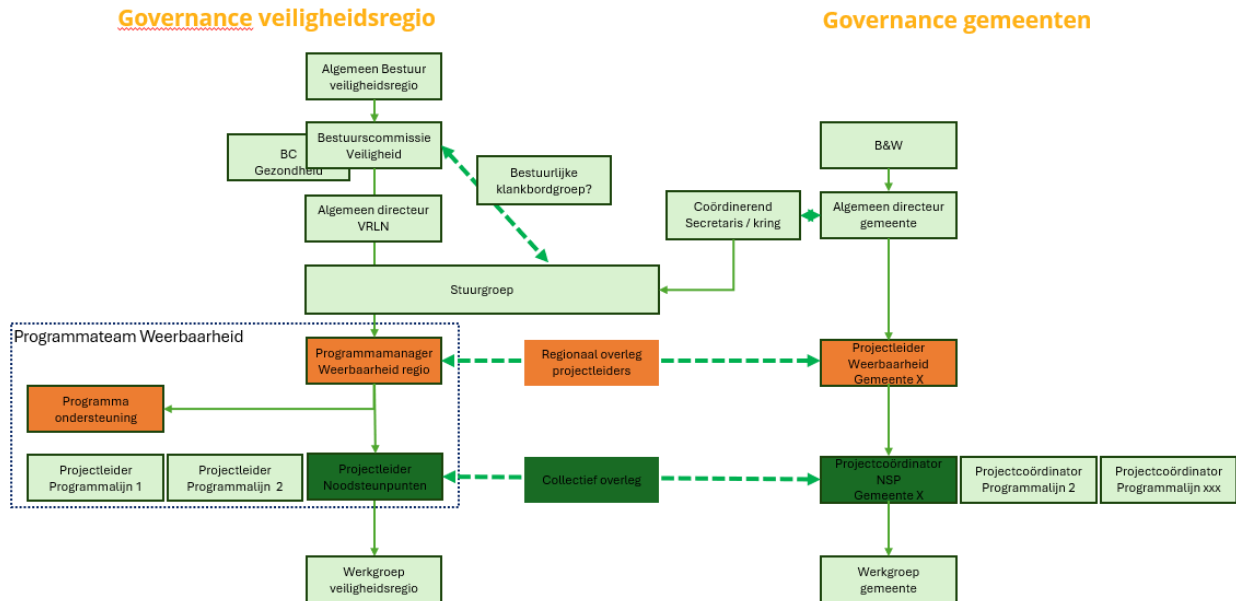 Governance veiligheidsregio
Governance gemeenten
Algemeen Bestuur
veiligheidsregio
Bestuurscommissie
Veiligheid
BC
Gezondheid
Bestuurlijke
klankbordgroep?
B&W
Algemeen directeur
VRLN
Coördinerend
Secretaris / kring
Algemeen directeur
gemeente
Stuurgroep
Programmateam Weerbaarheid
Programmamanager
Weerbaarheid regio
Regionaal overleg
projectleiders
Projectleider
Weerbaarheid
Gemeente X
Programma
ondersteuning
Projectleider
Programmalijn 1
Projectleider
Programmalijn 2
Projectleider
Noodsteunpunten
Collectief overleg
Projectcoördinator
NSP
Gemeente X
Projectcoördinator
Programmalijn 2
Projectcoördinator
Programmalijn xxx
Werkgroep
veiligheidsregio
Werkgroep
gemeente